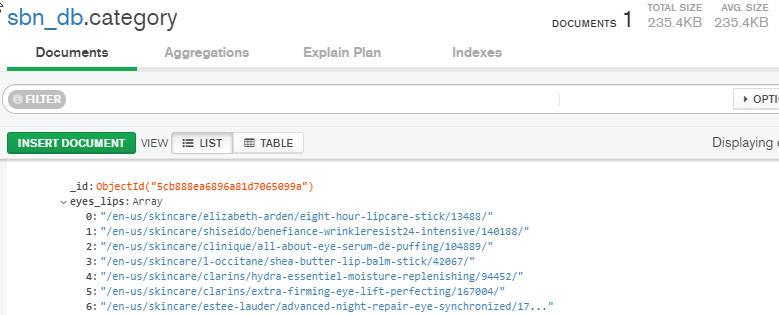 sbn_db.category
DOCUMENTS 1
TOTAL SIZE
235.4KB
AVG. SIZE
235.4KB
Documents
Aggregations
Explain Plan
Indexes
FILTER
OPTI
INSERT DOCUMENT
VIEW
LIST
TABLE
Displaying
_id: ObjectId("5cb888ea6896a81d7065099a")
eyes_lips: Array
0: "/en-us/skincare/elizabeth-arden/eight-hour-lipcare-stick/13488/"
1: "/en-us/skincare/shiseido/benefiance-wrinkleresist24-intensive/140188/"
2: "/en-us/skincare/clinique/all-about-eye-serum-de-puffing/104889/"
3: "/en-us/skincare/l-occitane/shea-butter-lip-balm-stick/42067/"
4: "/en-us/skincare/clarins/hydra-essentiel-moisture-replenishing/94452/"
5: "/en-us/skincare/clarins/extra-firming-eye-lift-perfecting/167004/"
6: "/en-us/skincare/estee-lauder/advanced-night-repair-eye-synchronized/17..."